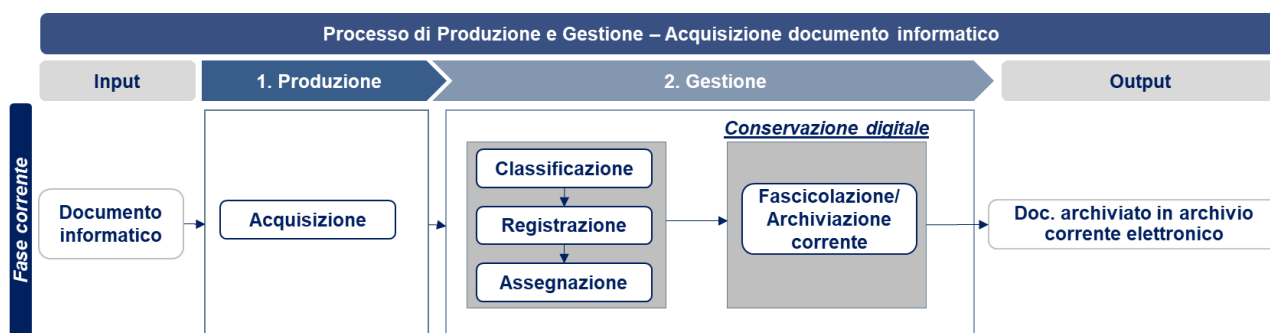 Processo di Produzione e Gestione – Acquisizione documento informatico
Input
1. Produzione
2. Gestione
Output
Fase corrente
Documento
informatico
Acquisizione
Classificazione
Registrazione
Assegnazione
Conservazione digitale
Fascicolazione/
Archiviazione
corrente
Doc. archiviato in archivio
corrente elettronico